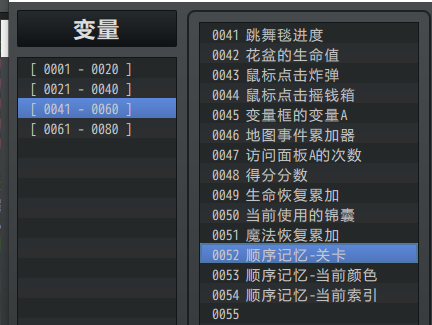 变量
[ 0001 - 0020 ]
[ 0021 - 0040 ]
[ 0041 - 0060 ]
[ 0061 - 0080 ]
0041 跳舞毯进度
0042 花盆的生命值
0043 鼠标点击炸弹
0044 鼠标点击摇钱箱
0045 变量框的变量A
0046 地图事件累加器
0047 访问面板A的次数
0048 得分分数
0049 生命恢复累加
0050 当前使用的锦囊
0051 魔法恢复累加
0052 顺序记忆-关卡
0053 顺序记忆-当前颜色
0054 顺序记忆-当前索引
0055